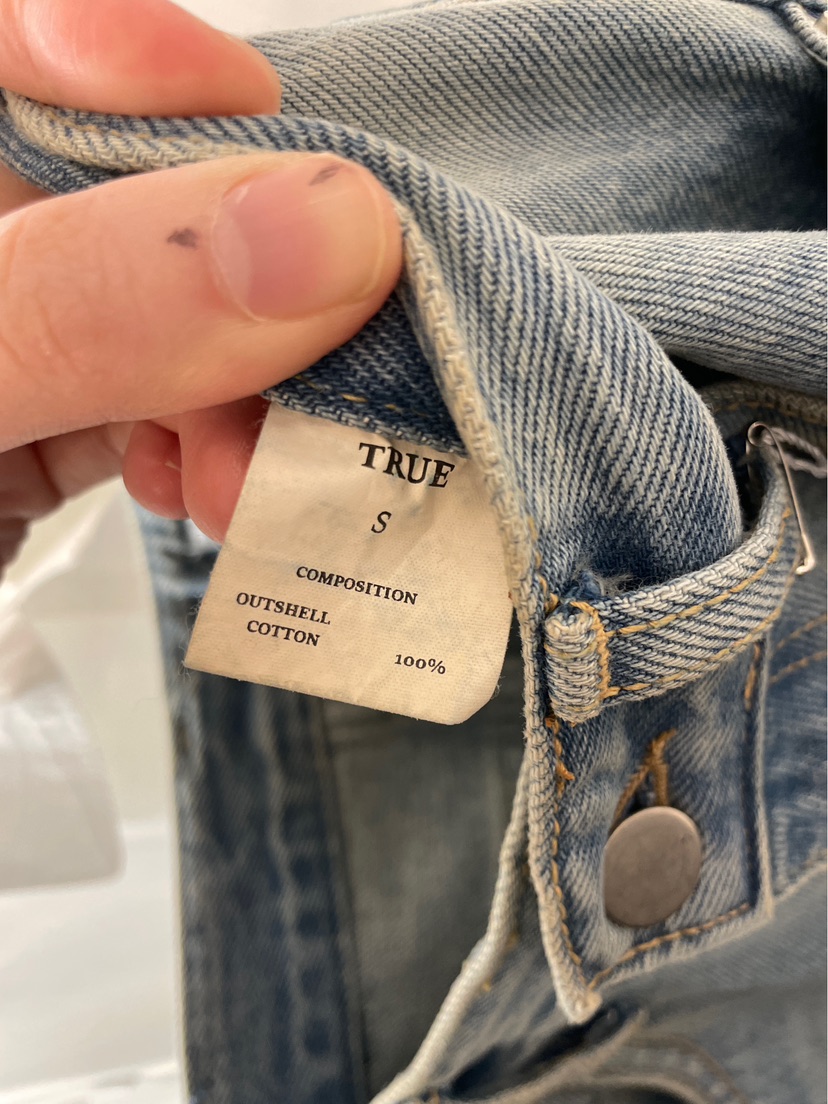 TRUE
S
COMPOSITION
OUTSHELL
COTTON
100%